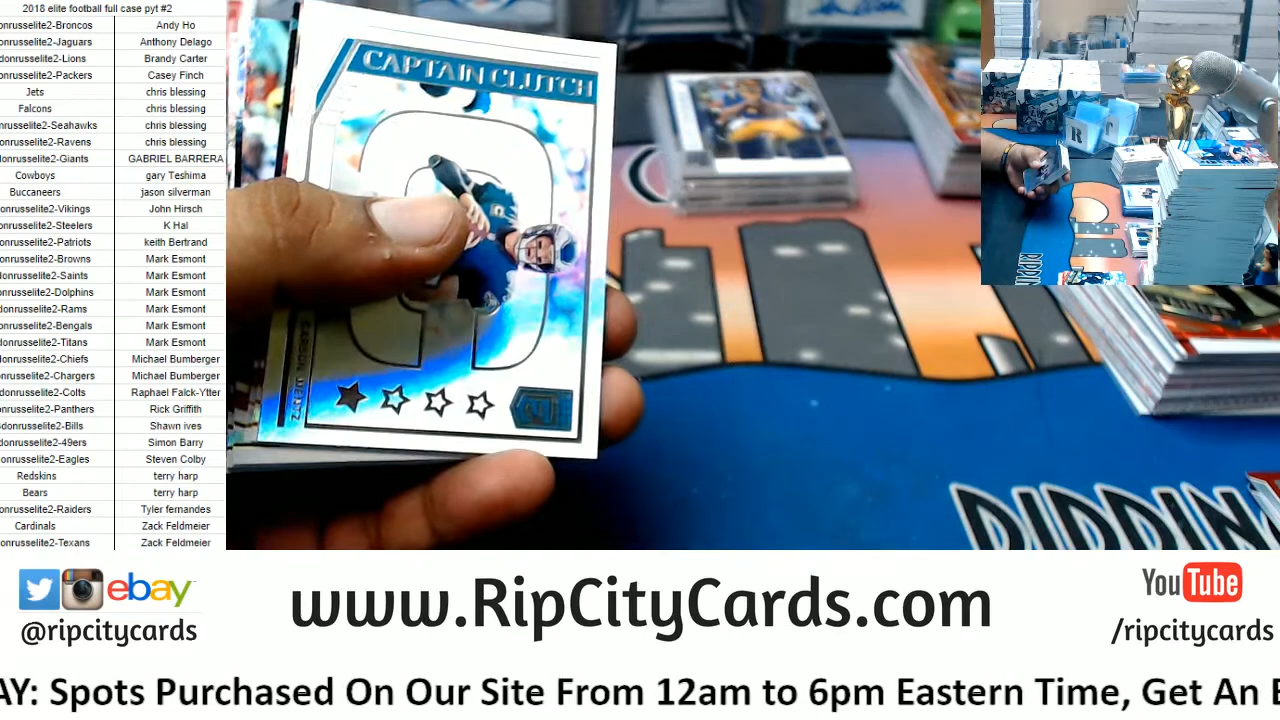 2018 elite football full case pyt #2
onrusselite2-Broncos Andy Ho
onrusselite2-Jaguars Anthony Delago
donrusselite2-Lions Brandy Carter
onrusselite2-Packers Casey Finch
Jets chris blessing
Falcons chris blessing
nrusselite2-Seahawks chris blessing
onrusselite2-Ravens chris blessing
donrusselite2-Giants GABRIEL BARRERA
Cowboys gary Teshima
Buccaneers jason silverman
onrusselite2-Vikings John Hirsch
onrusselite2-Steelers K Hal
onrusselite2-Patriots keith Bertrand
onrusselite2-Browns Mark Esmont
donrusselite2-Saints Mark Esmont
onrusselite2-Dolphins Mark Esmont
donrusselite2-Rams Mark Esmont
onrusselite2-Bengals Mark Esmont
donrusselite2-Titans Mark Esmont
onrusselite2-Chiefs Michael Bumberger
onrusselite2-Chargers Michael Bumberger
donrusselite2-Colts Raphael Falck-Ytter
onrusselite2-Panthers Rick Griffith
donrusselite2-Bills Shawn ives
donrusselite2-49ers Simon Barry
onrusselite2-Eagles Steven Colby
Redskins terry harp
Bears terry harp
onrusselite2-Raiders Tyler fernandes
Cardinals Zack Feldmeier
onrusselite2-Texans Zack Feldmeier
CAPTAIN CLUTCH
CARSON WENTZ
RIPPIN
ebay
@ripcitycards
www.RipCityCards.com
YouTube
/ripcitycards
AY: Spots Purchased On Our Site From 12am to 6pm Eastern Time, Get An E